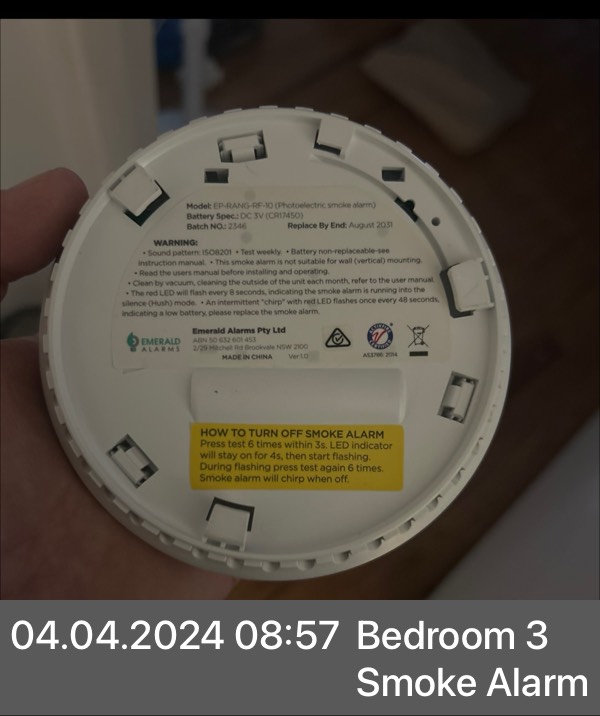 Model: EP-RANG-RF-10 (Photoelectric smoke alarm)
Battery Spec.: DC 3V (CR17450)
Batch NO.: 2346 Replace By End: August 2031
WARNING:
• Sound pattern: ISO8201 • Test weekly. • Battery non-replaceable-see
instruction manual. • This smoke alarm is not suitable for wall (vertical) mounting.
• Read the users manual before installing and operating.
• Clean by vacuum, cleaning the outside of the unit each month, refer to the user manual.
• The red LED will flash every 8 seconds, indicating the smoke alarm is running into the
silence (Hush) mode. • An intermittent "chirp" with red LED flashes once every 48 seconds,
indicating a low battery, please replace the smoke alarm.
EMERALD
ALARMS
Emerald Alarms Pty Ltd
ABN 50 632 601 453
2/29 Mitchell Rd Brookvale NSW 2100
MADE IN CHINA Ver:1.0
AS3786: 2014
HOW TO TURN OFF SMOKE ALARM
Press test 6 times within 3s. LED indicator
will stay on for 4s, then start flashing.
During flashing press test again 6 times.
Smoke alarm will chirp when off.
04.04.2024 08:57 Bedroom 3
Smoke Alarm